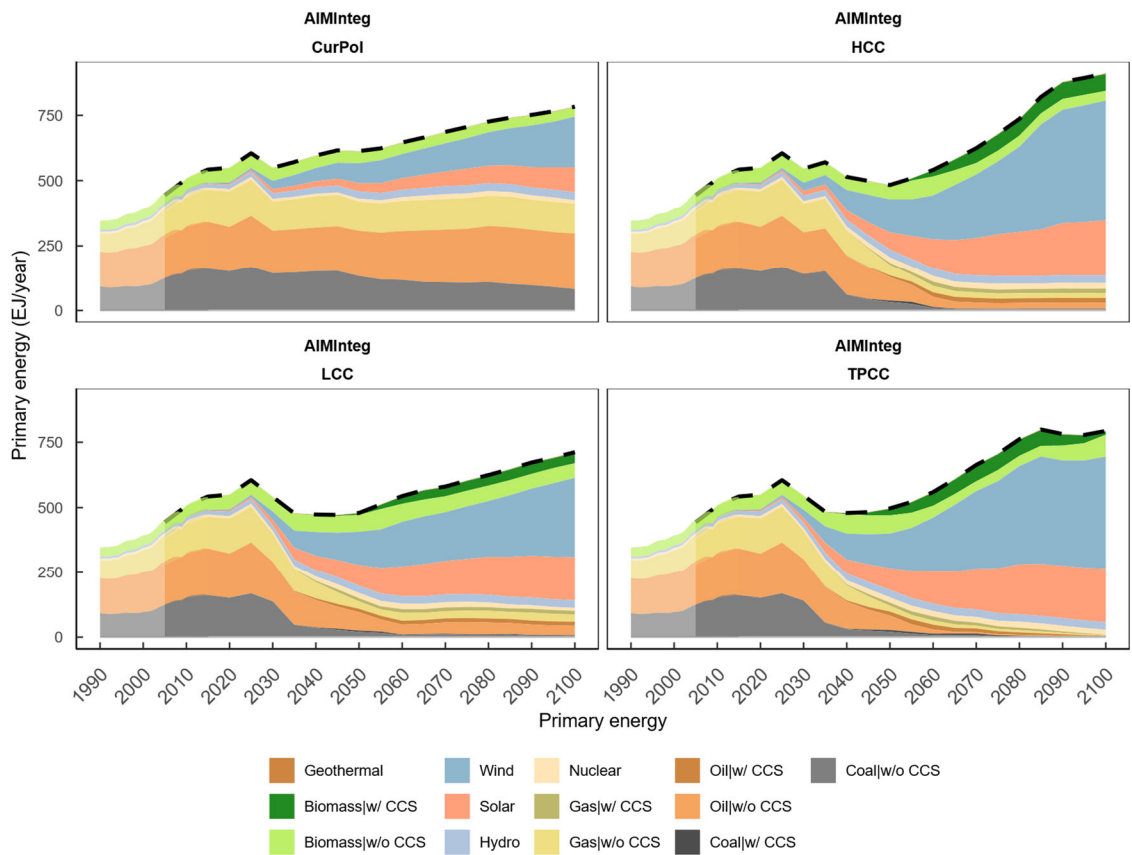 AIMInteg
CurPol
AIMInteg
HCC
750
500
250
0
AIMInteg
LCC
AIMInteg
TPCC
750
500
250
0
Primary energy (EJ/year)
1990 2000 2010 2020 2030 2040 2050 2060 2070 2080 2090 2100
1990 2000 2010 2020 2030 2040 2050 2060 2070 2080 2090 2100
Primary energy
Geothermal Wind Nuclear Oil|w/ CCS Coal|w/o CCS
Biomass|w/ CCS Solar Gas|w/ CCS Oil|w/o CCS
Biomass|w/o CCS Hydro Gas|w/o CCS Coal|w/ CCS